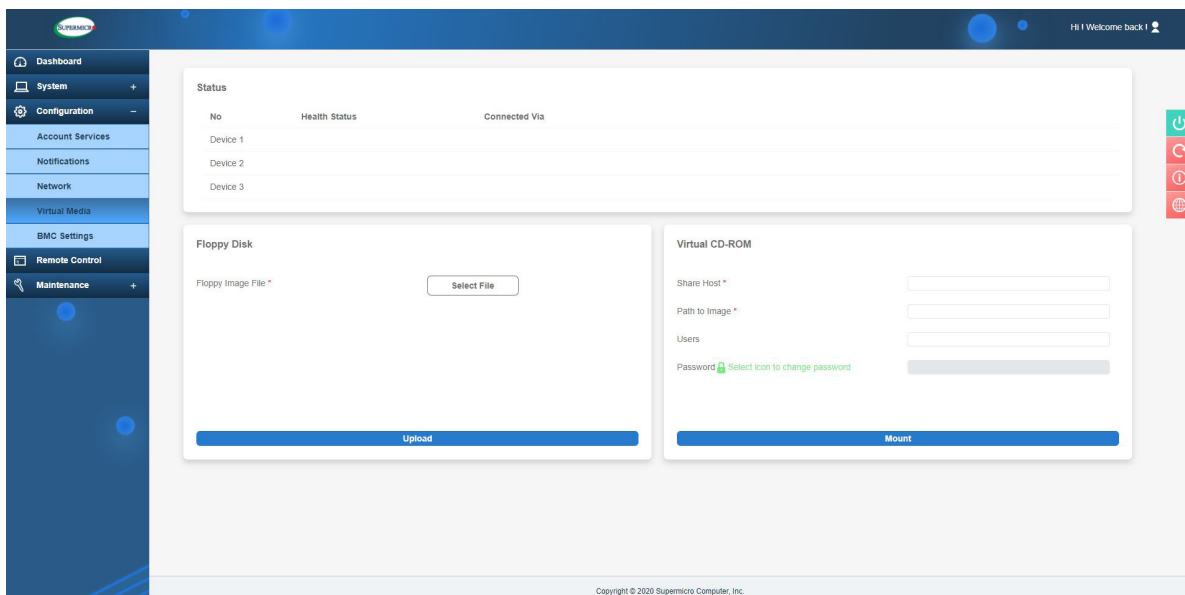 SUPERMICR
Hi ! Welcome back !
Dashboard
System +
Configuration −
Account Services
Notifications
Network
Virtual Media
BMC Settings
Remote Control
Maintenance +
Status
No Health Status Connected Via
Device 1
Device 2
Device 3
Floppy Disk
Floppy Image File *
Select File
Upload
Virtual CD-ROM
Share Host *
Path to Image *
Users
Password Select icon to change password
Mount
Copyright © 2020 Supermicro Computer, Inc.